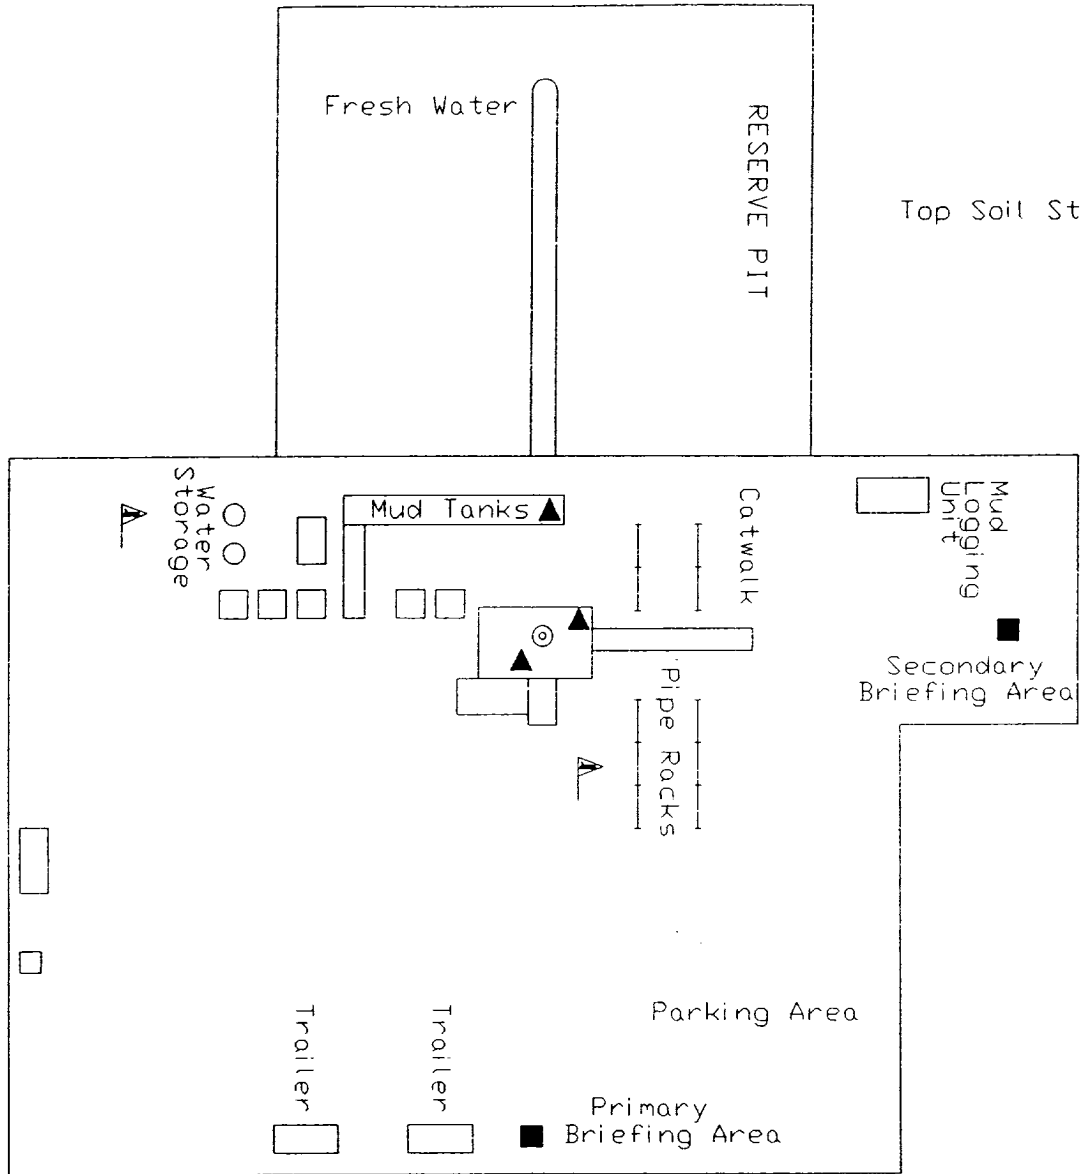 Fresh Water
RESERVE PIT
Top Soil St
Water
Storage
Mud Tanks
Catwalk
Mud
Logging
Unit
Secondary
Briefing Area
Pipe Racks
Parking Area
Trailer
Trailer
Primary
Briefing Area